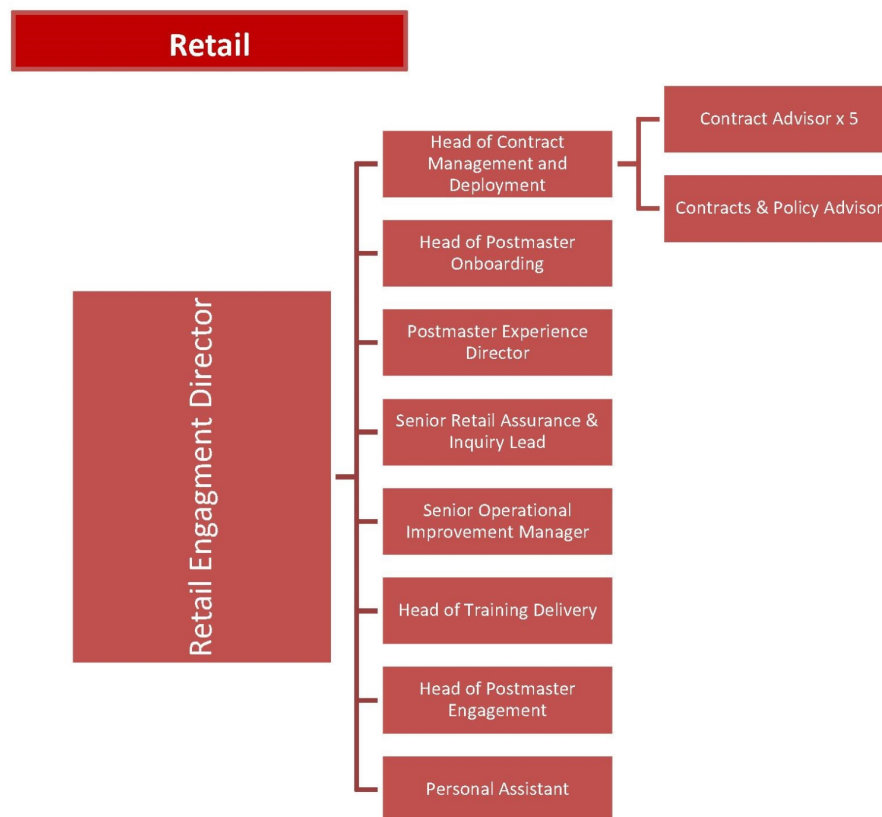 Retail
Retail Engagment Director
Head of Contract
Management and
Deployment
Contract Advisor x 5
Contracts & Policy Advisor
Head of Postmaster
Onboarding
Postmaster Experience
Director
Senior Retail Assurance &
Inquiry Lead
Senior Operational
Improvement Manager
Head of Training Delivery
Head of Postmaster
Engagement
Personal Assistant